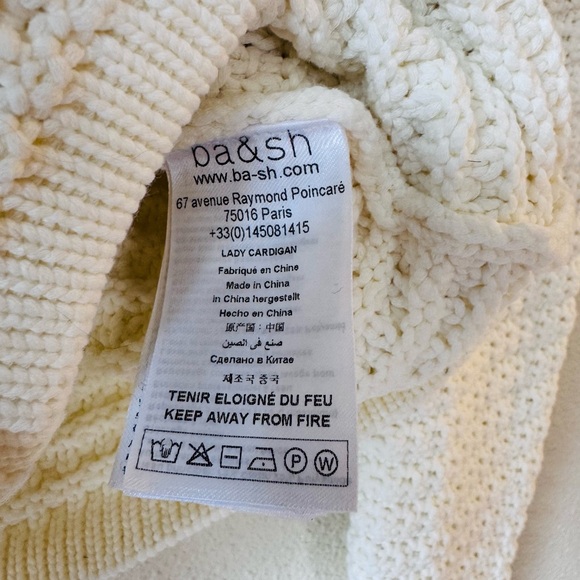 ba&sh
www.ba-sh.com
67 avenue Raymond Poincaré
75016 Paris
+33(0)145081415
LADY CARDIGAN
Fabriqué en Chine
Made in China
in China hergestellt
Hecho en China
原产国：中国
صنع في الصين
Сделано в Китае
제조국 중국
TENIR ELOIGNÉ DU FEU
KEEP AWAY FROM FIRE
P W